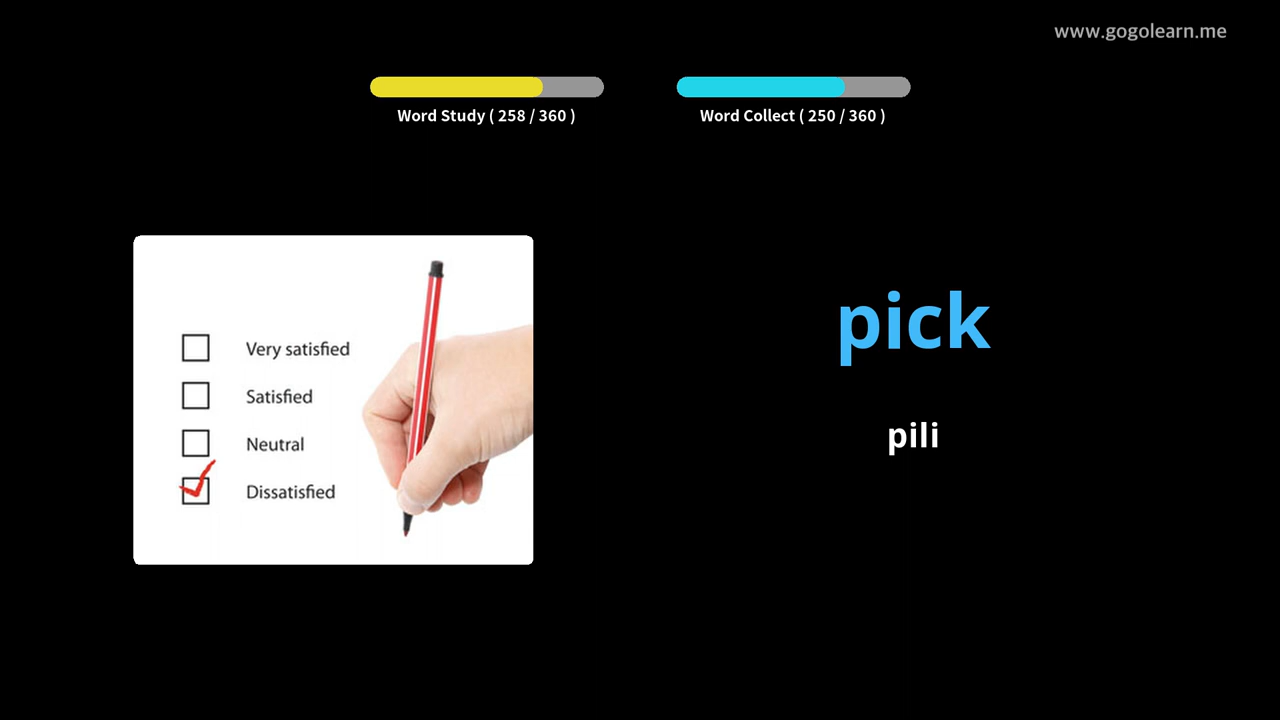 www.gogolearn.me
Word Study ( 258 / 360 )
Word Collect ( 250 / 360 )
Very satisfied
Satisfied
Neutral
Dissatisfied
pick
pili